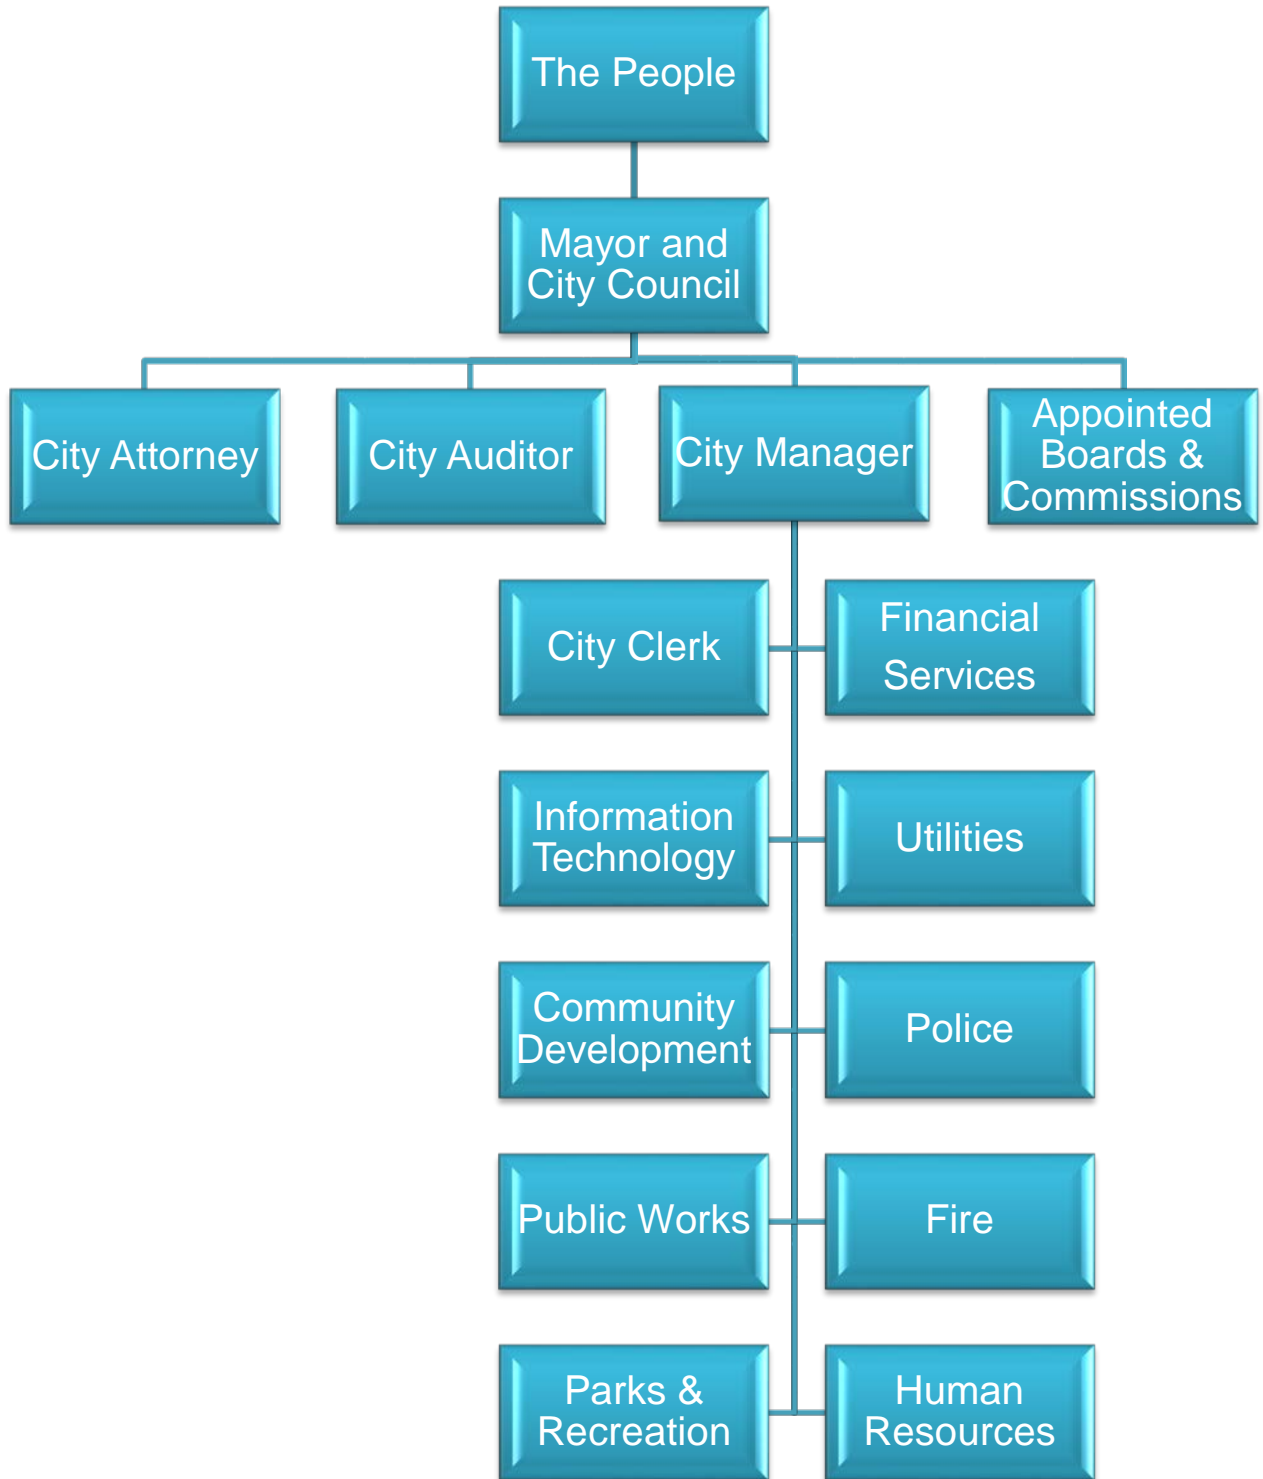 The People
Mayor and
City Council
City Attorney
City Auditor
City Manager
Appointed
Boards &
Commissions
City Clerk
Financial
Services
Information
Technology
Utilities
Community
Development
Police
Public Works
Fire
Parks &
Recreation
Human
Resources